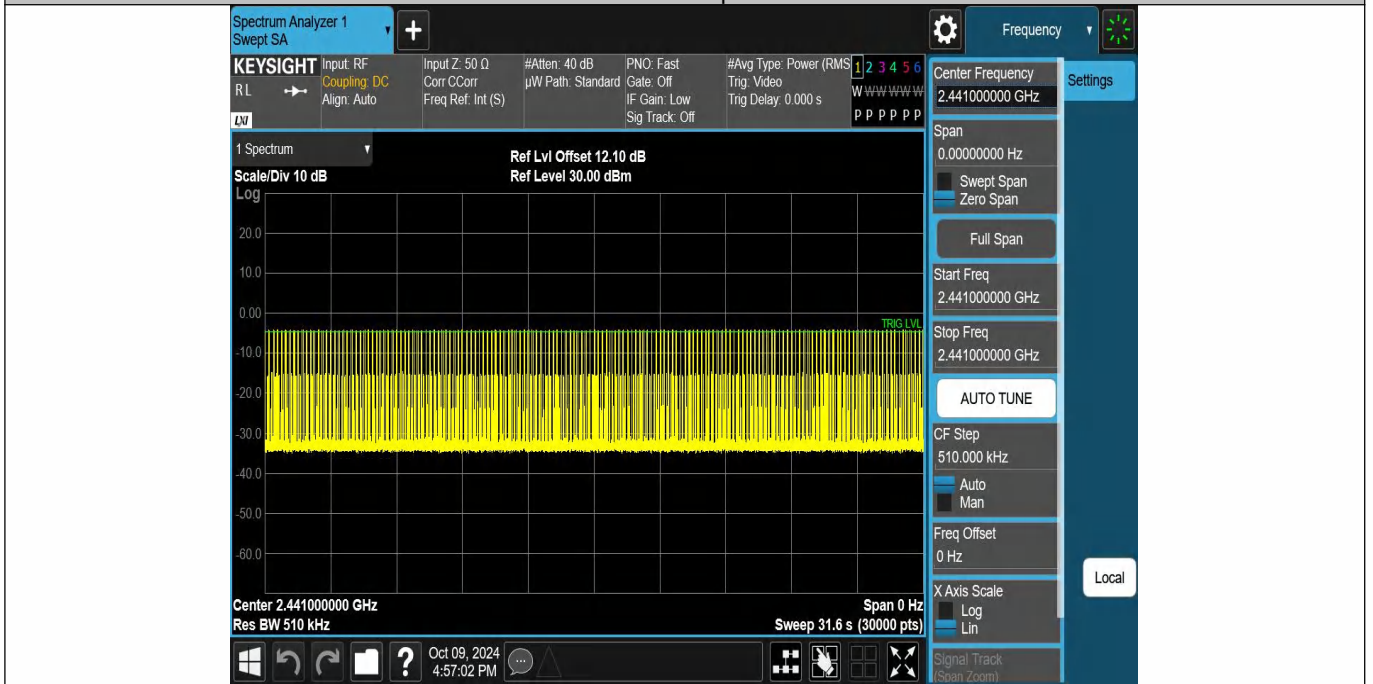 Spectrum Analyzer 1
Swept SA
+
Frequency
KEYSIGHT
RL
LXI
Input: RF
Coupling: DC
Align: Auto
Input Z: 50 Ω
Corr CCorr
Freq Ref: Int (S)
#Atten: 40 dB
µW Path: Standard
PNO: Fast
Gate: Off
IF Gain: Low
Sig Track: Off
#Avg Type: Power (RMS
Trig: Video
Trig Delay: 0.000 s
1 2 3 4 5 6
W W W W W W
P P P P P P
1 Spectrum
Scale/Div 10 dB
Ref Lvl Offset 12.10 dB
Ref Level 30.00 dBm
Log
20.0
10.0
0.00
-10.0
-20.0
-30.0
-40.0
-50.0
-60.0
TRIG LVL
Center 2.441000000 GHz
Res BW 510 kHz
Span 0 Hz
Sweep 31.6 s (30000 pts)
Center Frequency
2.441000000 GHz
Settings
Span
0.00000000 Hz
Swept Span
Zero Span
Full Span
Start Freq
2.441000000 GHz
Stop Freq
2.441000000 GHz
AUTO TUNE
CF Step
510.000 kHz
Auto
Man
Freq Offset
0 Hz
X Axis Scale
Log
Lin
Signal Track
(Span Zoom)
Local
?
Oct 09, 2024
4:57:02 PM